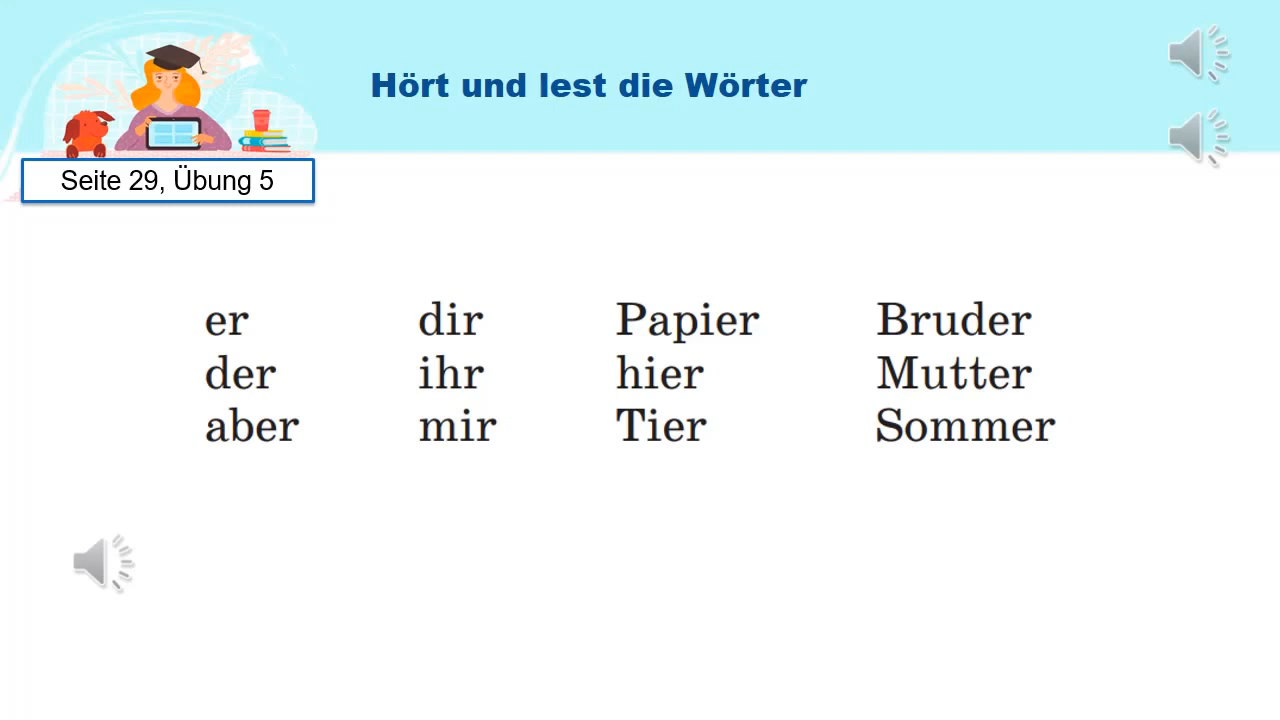 Hört und lest die Wörter
Seite 29, Übung 5
er dir Papier Bruder
der ihr hier Mutter
aber mir Tier Sommer